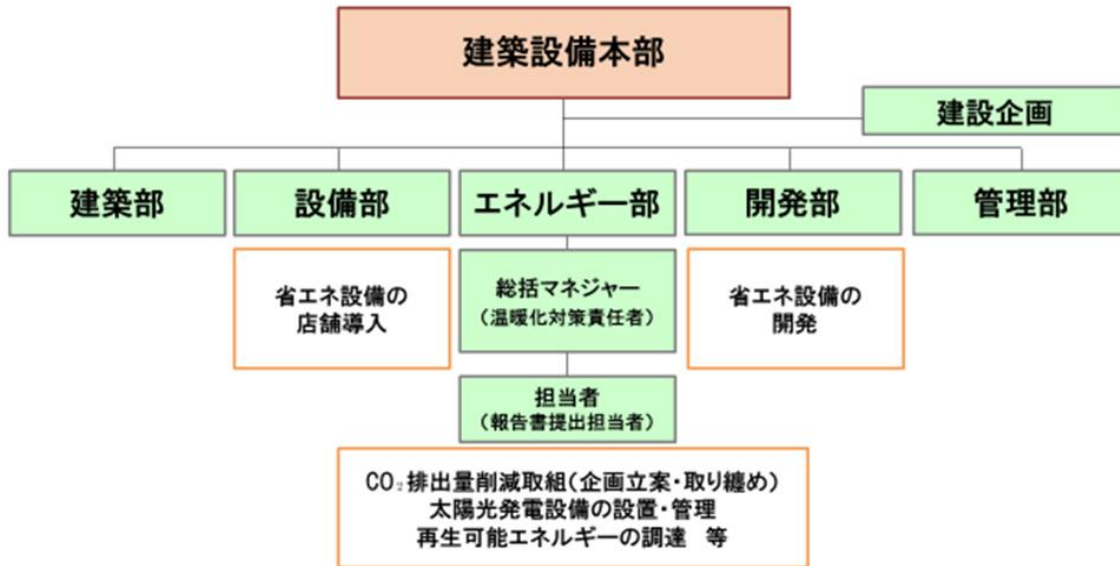 建築設備本部
建設企画
建築部
設備部
エネルギー部
開発部
管理部
省エネ設備の
店舗導入
総括マネジャー
（温暖化対策責任者）
省エネ設備の
開発
担当者
（報告書提出担当者）
CO₂排出量削減取組（企画立案・取り纏め）
太陽光発電設備の設置・管理
再生可能エネルギーの調達　等